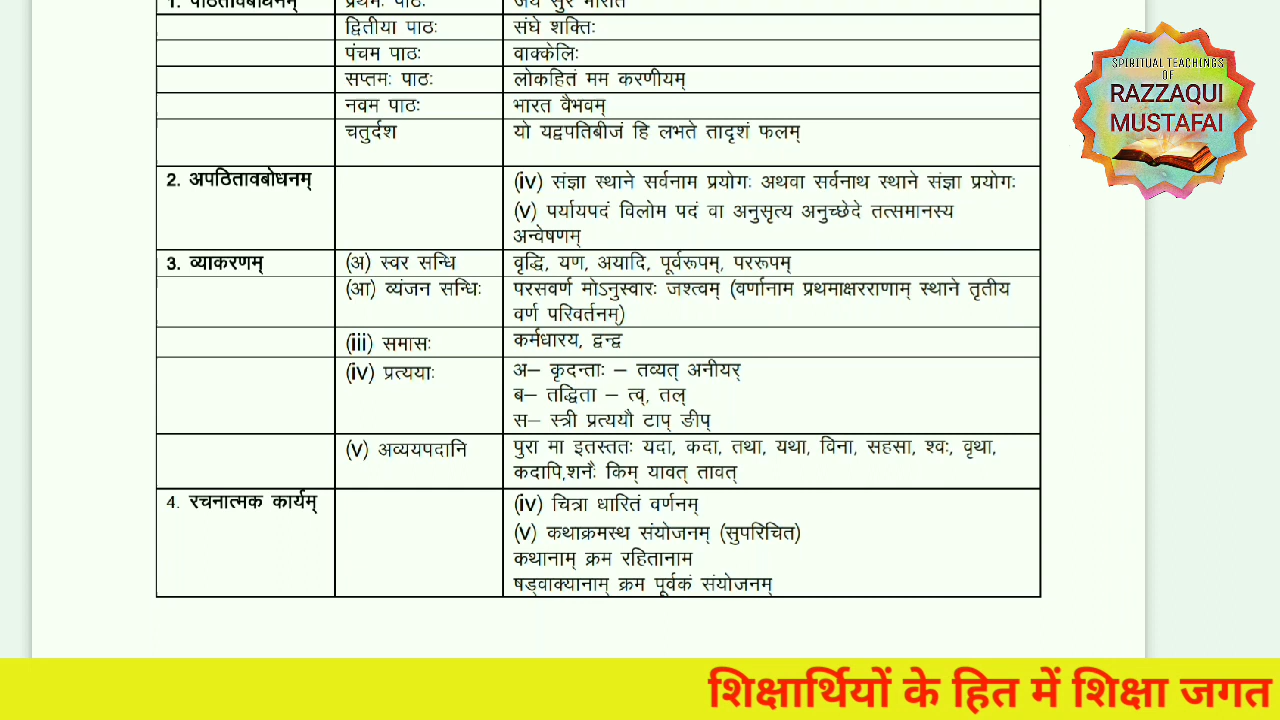 1. पाठितावबोधनम् प्रथमः पाठः जय सुर भारति
द्वितीया पाठः संघे शक्तिः
पंचम पाठः वाक्केलिः
सप्तमः पाठः लोकहितं मम करणीयम्
नवम पाठः भारत वैभवम्
चतुर्दश यो यद्वपतिबीजं हि लभते तादृशं फलम्
2. अपठितावबोधनम् (iv) संज्ञा स्थाने सर्वनाम प्रयोगः अथवा सर्वनाथ स्थाने संज्ञा प्रयोगः
(v) पर्यायपदं विलोम पदं वा अनुसृत्य अनुच्छेदे तत्समानस्य
अन्वेषणम्
3. व्याकरणम् (अ) स्वर सन्धि वृद्धि, यण, अयादि, पूर्वरूपम्, पररूपम्
(आ) व्यंजन सन्धिः परसवर्ण मोऽनुस्वारः जश्त्वम् (वर्णानाम प्रथमाक्षरराणाम् स्थाने तृतीय
वर्ण परिवर्तनम्)
(iii) समासः कर्मधारय, द्वन्द्व
(iv) प्रत्ययाः अ– कृदन्ताः – तव्यत् अनीयर्
ब– तद्धिता – त्व्, तल्
स– स्त्री प्रत्ययौ टाप् ङीप्
(v) अव्ययपदानि पुरा मा इतस्ततः यदा, कदा, तथा, यथा, विना, सहसा, श्वः, वृथा,
कदापि,शनैः किम् यावत् तावत्
4. रचनात्मक कार्यम् (iv) चित्रा धारितं वर्णनम्
(v) कथाक्रमस्थ संयोजनम् (सुपरिचित)
कथानाम् क्रम रहितानाम
षड्वाक्यानाम् क्रम पूर्वकं संयोजनम्
SPIRITUAL TEACHINGS
OF
RAZZAQUI
MUSTAFAI
शिक्षार्थियों के हित में शिक्षा जगत